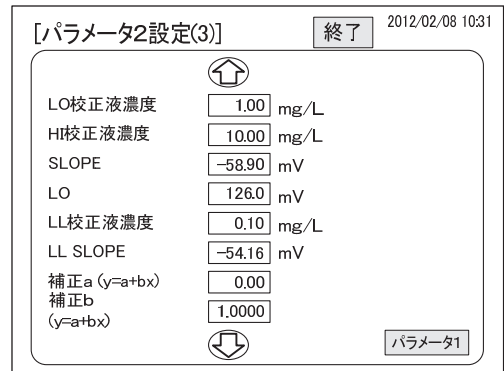 [パラメータ2設定(3)] 終了 2012/02/08 10:31
LO校正液濃度 1.00 mg/L
HI校正液濃度 10.00 mg/L
SLOPE -58.90 mV
LO 126.0 mV
LL校正液濃度 0.10 mg/L
LL SLOPE -54.16 mV
補正a (y=a+bx) 0.00
補正b 1.0000
(y=a+bx)
パラメータ1